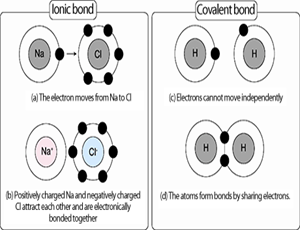 Ionic bond
Na
Cl
(a) The electron moves from Na to Cl
Na⁺
Cl⁻
(b) Positively charged Na and negatively charged
Cl attract each other and are electronically
bonded together
Covalent bond
H
H
(c) Electrons cannot move independently
H
H
(d) The atoms form bonds by sharing electrons.